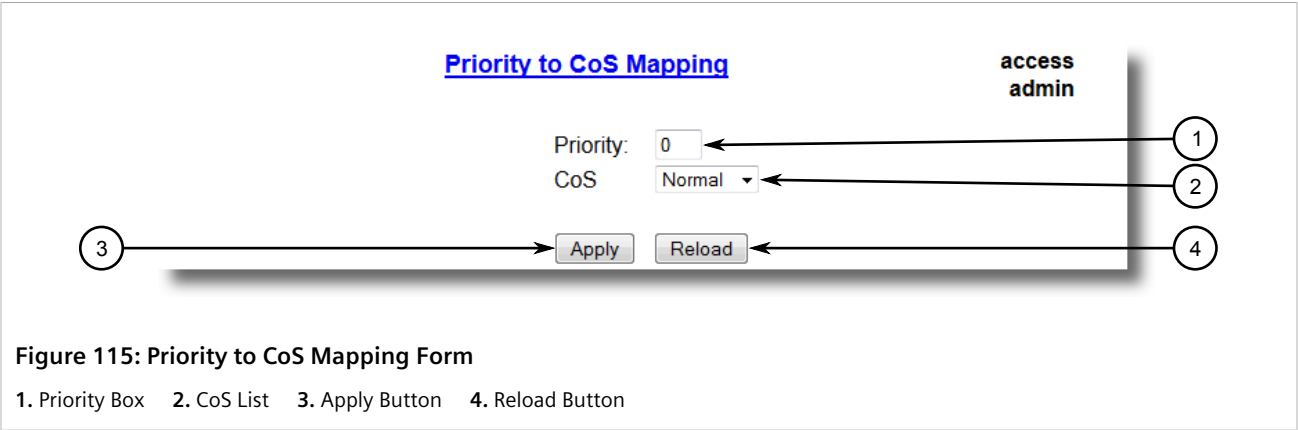 Priority to CoS Mapping
access
admin
Priority: 0
1
CoS Normal
2
3
Apply Reload
4
Figure 115: Priority to CoS Mapping Form
1. Priority Box 2. CoS List 3. Apply Button 4. Reload Button